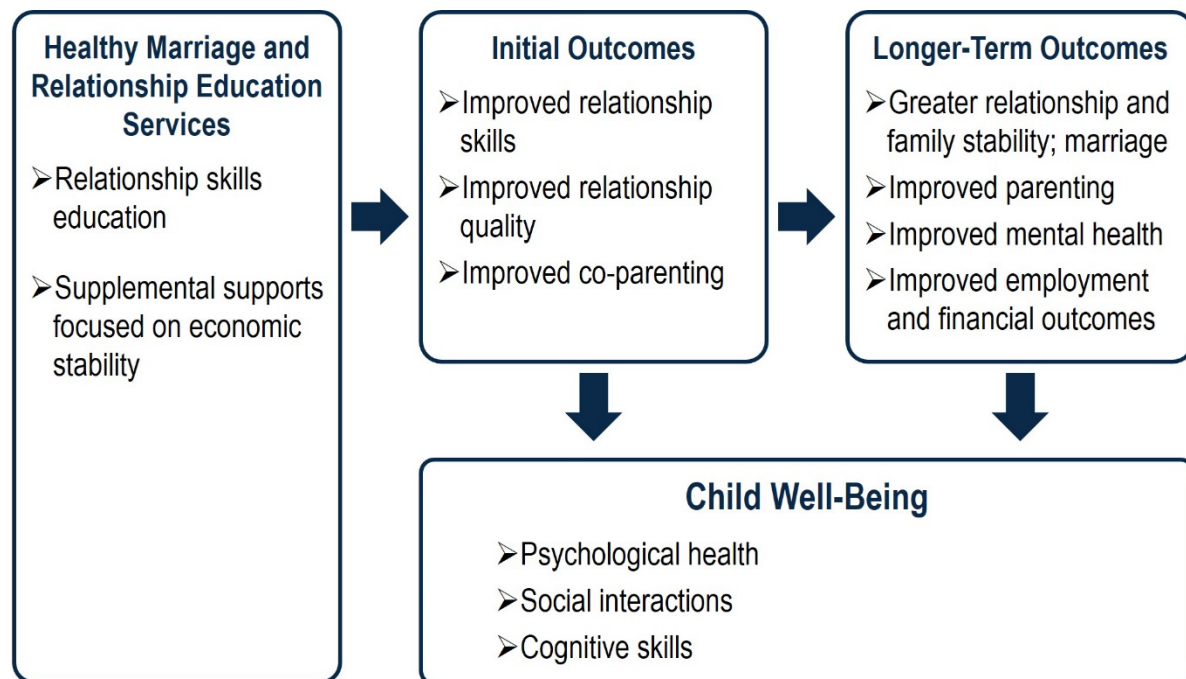 Healthy Marriage and
Relationship Education
Services
➢Relationship skills
education
➢Supplemental supports
focused on economic
stability
Initial Outcomes
➢Improved relationship
skills
➢Improved relationship
quality
➢Improved co-parenting
Longer-Term Outcomes
➢Greater relationship and
family stability; marriage
➢Improved parenting
➢Improved mental health
➢Improved employment
and financial outcomes
Child Well-Being
➢Psychological health
➢Social interactions
➢Cognitive skills